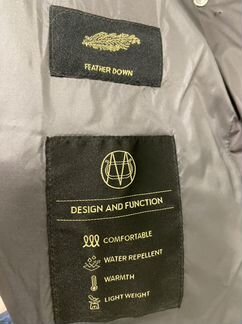 FEATHER DOWN
DESIGN AND FUNCTION
COMFORTABLE
WATER REPELLENT
WARMTH
LIGHT WEIGHT